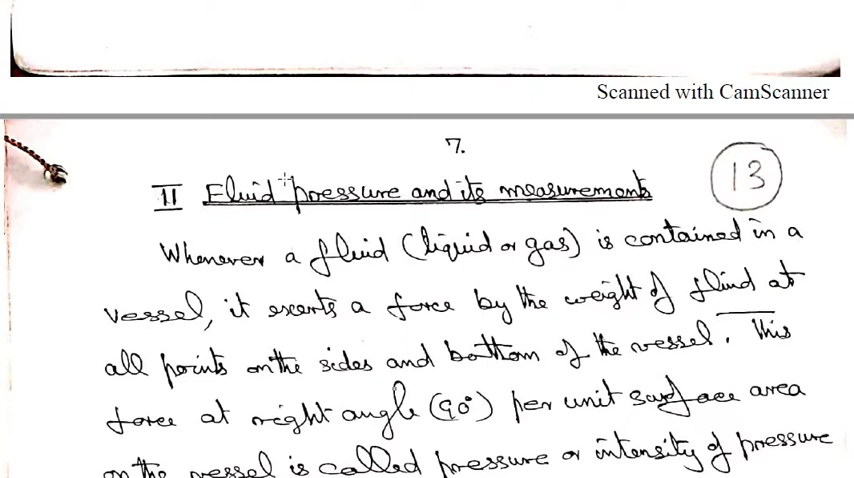 Scanned with CamScanner
7.
13
II Fluid pressure and its measurements
Whenever a fluid (liquid or gas) is contained in a
vessel, it exerts a force by the weight of fluid at
all points on the sides and bottom of the vessel. This
force at right angle (90°) per unit surface area
on the vessel is called pressure or intensity of pressure